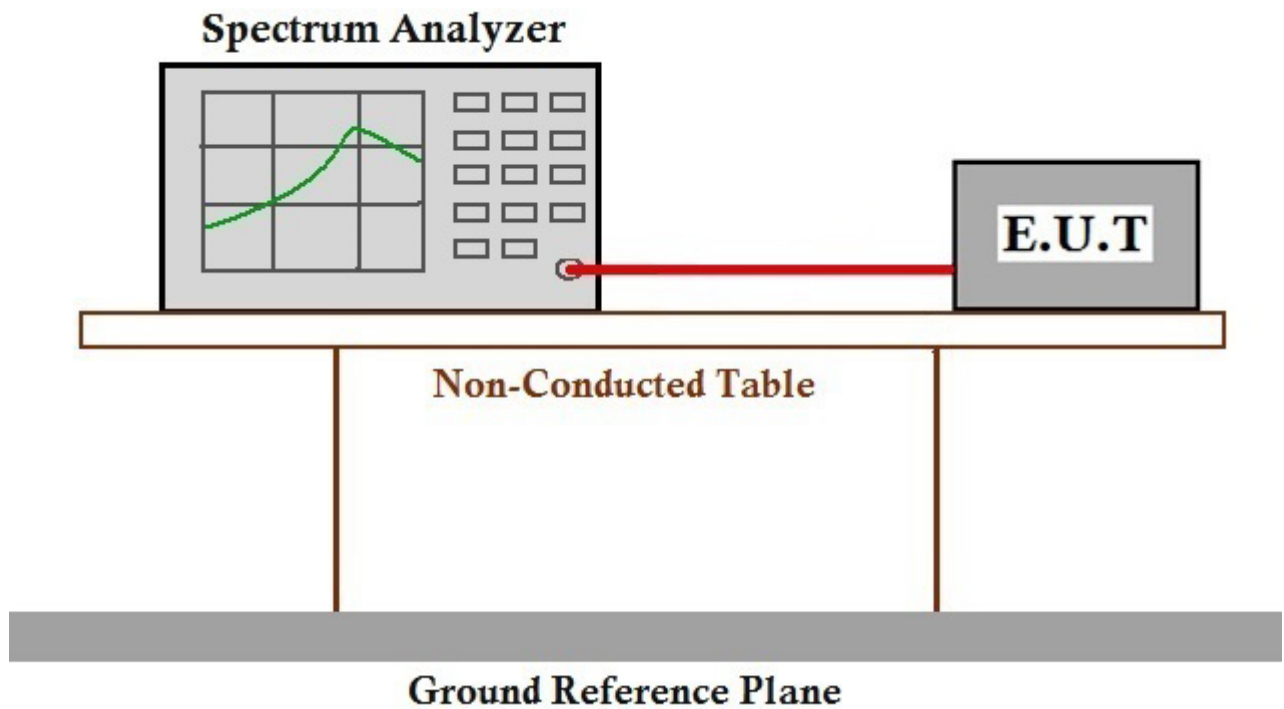 Spectrum Analyzer
E.U.T
Non-Conducted Table
Ground Reference Plane